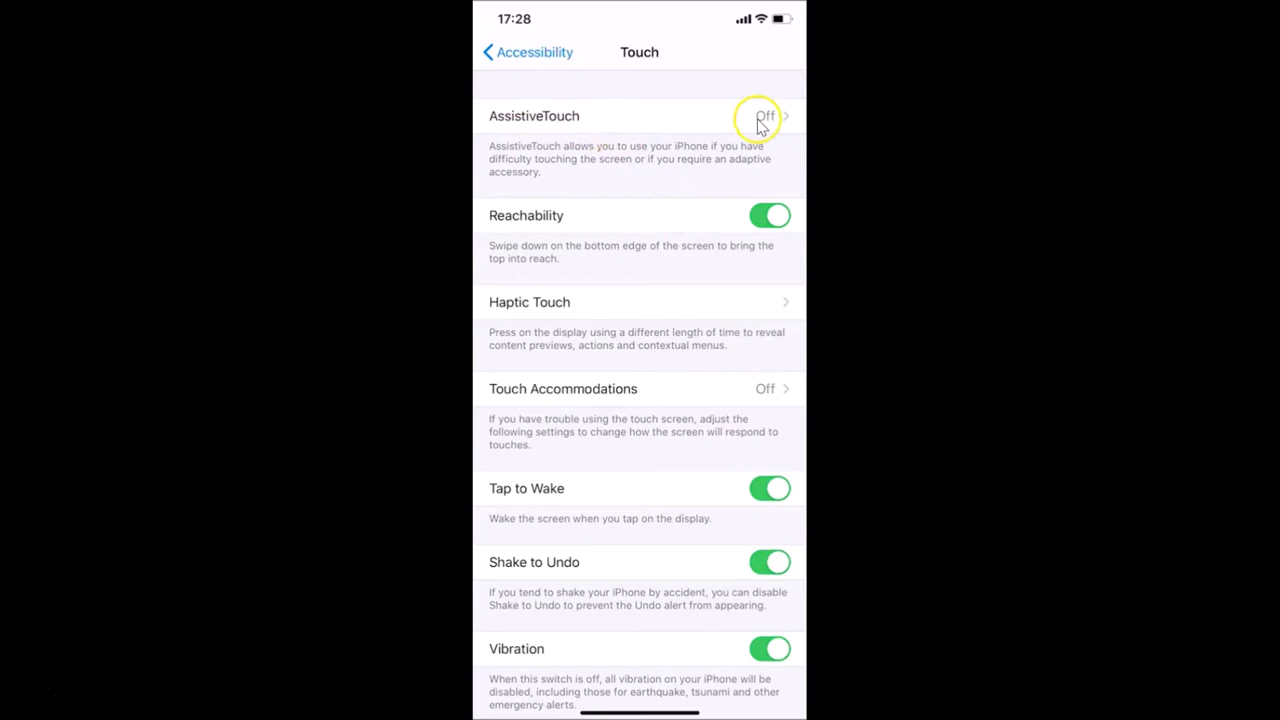 17:28
Accessibility
Touch
AssistiveTouch
Off
AssistiveTouch allows you to use your iPhone if you have
difficulty touching the screen or if you require an adaptive
accessory.
Reachability
Swipe down on the bottom edge of the screen to bring the
top into reach.
Haptic Touch
Press on the display using a different length of time to reveal
content previews, actions and contextual menus.
Touch Accommodations
Off
If you have trouble using the touch screen, adjust the
following settings to change how the screen will respond to
touches.
Tap to Wake
Wake the screen when you tap on the display.
Shake to Undo
If you tend to shake your iPhone by accident, you can disable
Shake to Undo to prevent the Undo alert from appearing.
Vibration
When this switch is off, all vibration on your iPhone will be
disabled, including those for earthquake, tsunami and other
emergency alerts.